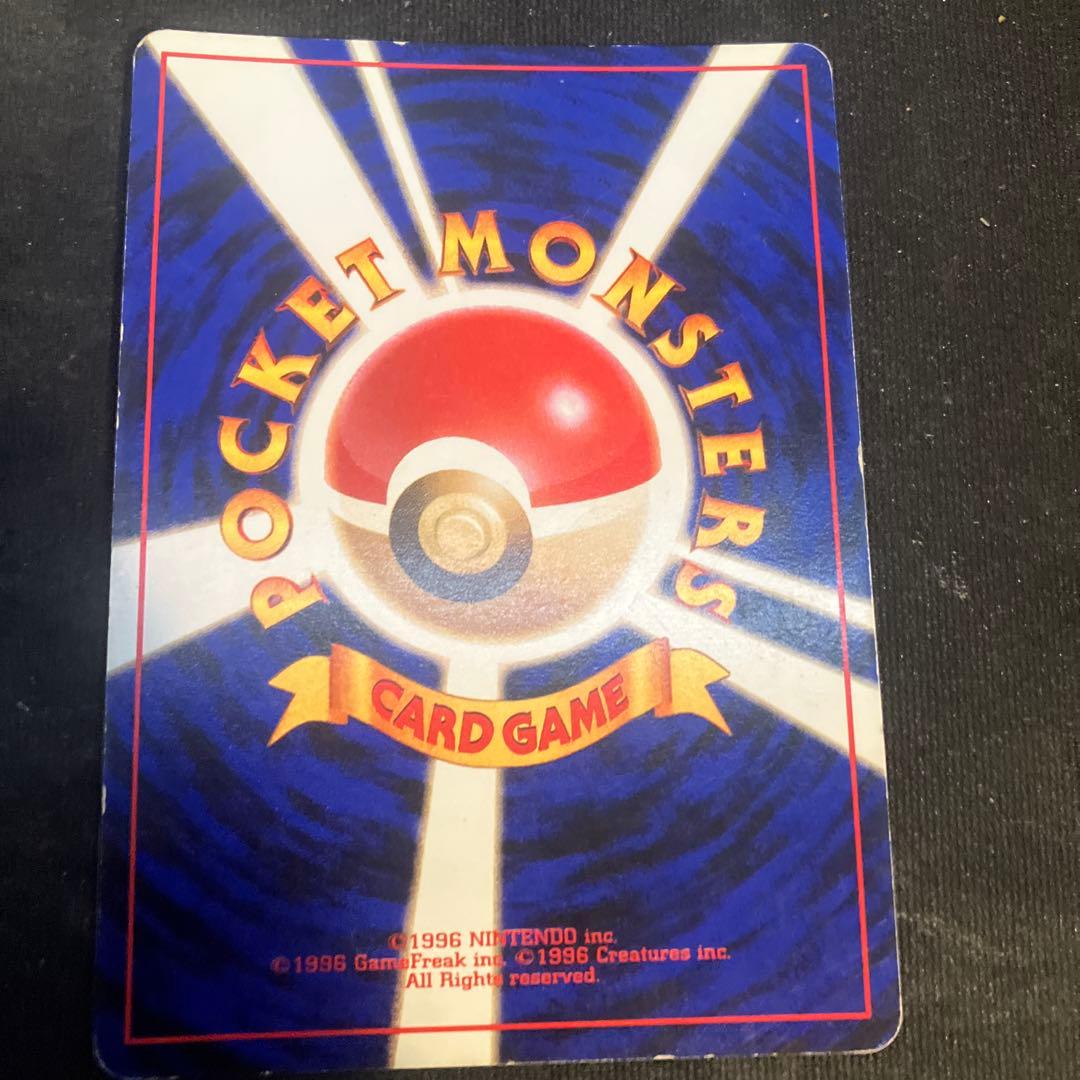 POCKET MONSTERS
CARD GAME
©1996 NINTENDO inc.
©1996 GameFreak inc. ©1996 Creatures inc.
All Rights reserved.